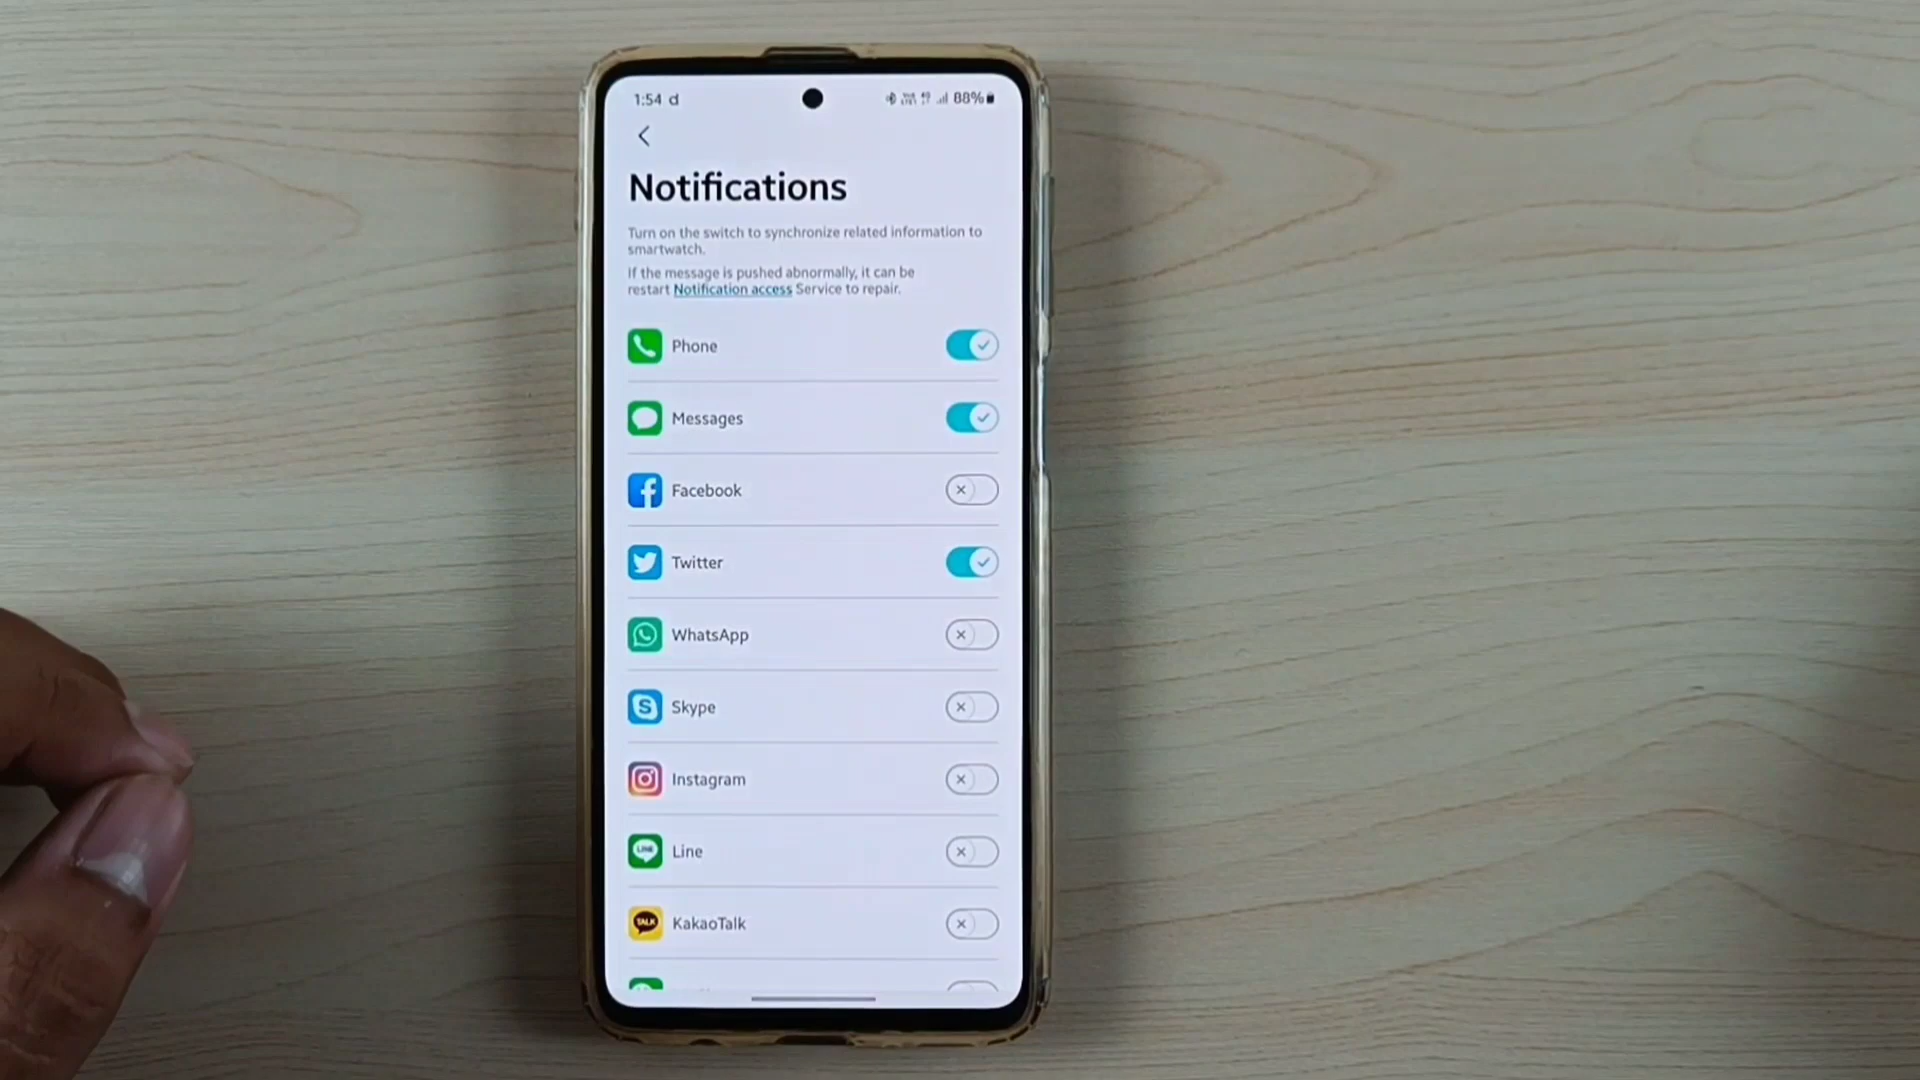 1:54 d
88%
Notifications
Turn on the switch to synchronize related information to
smartwatch.
If the message is pushed abnormally, it can be
restart Notification access Service to repair.
Phone
Messages
Facebook
Twitter
WhatsApp
Skype
Instagram
LINE
Line
TALK
KakaoTalk